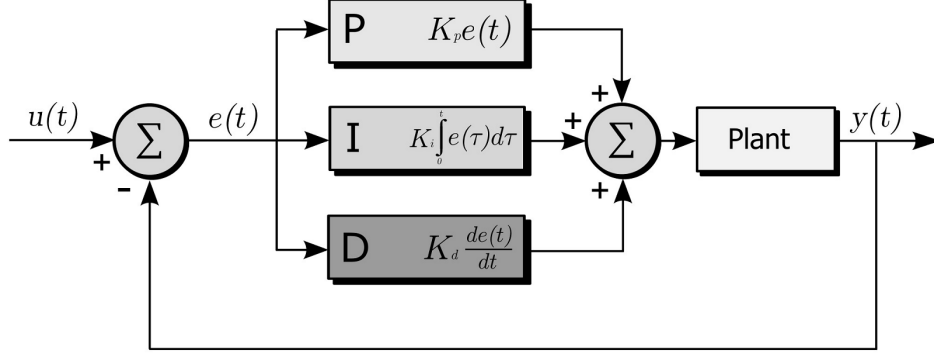 P K_p e(t)
u(t)
+
-
Σ
e(t)
I K_i ∫_0^t e(τ)dτ
D K_d de(t)/dt
+
+
+
Σ
Plant
y(t)